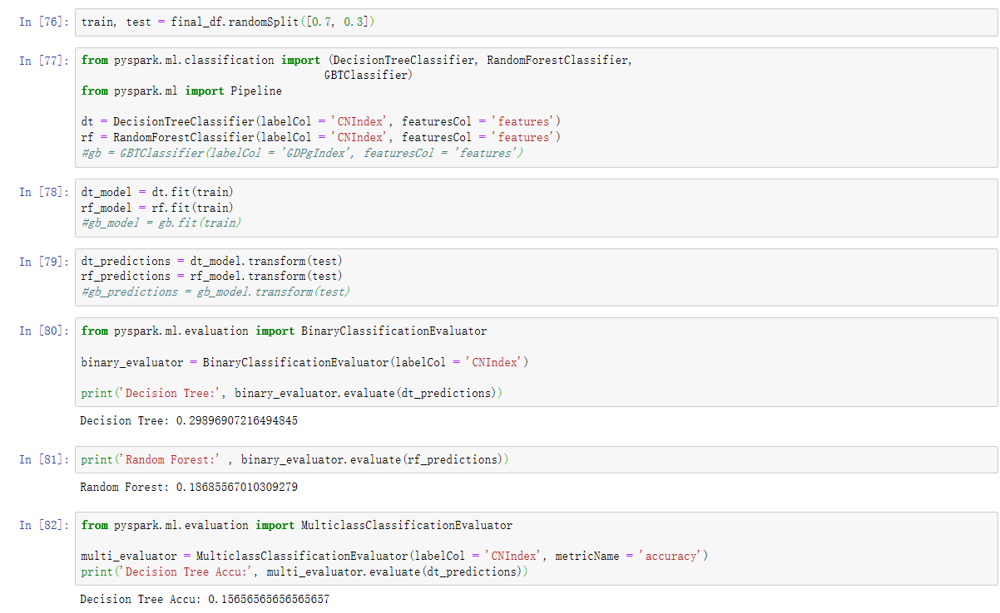 In [76]: train, test = final_df.randomSplit([0.7, 0.3])
In [77]: from pyspark.ml.classification import (DecisionTreeClassifier, RandomForestClassifier,
GBTClassifier)
from pyspark.ml import Pipeline
dt = DecisionTreeClassifier(labelCol = 'CNIndex', featuresCol = 'features')
rf = RandomForestClassifier(labelCol = 'CNIndex', featuresCol = 'features')
#gb = GBTClassifier(labelCol = 'GDPgIndex', featuresCol = 'features')
In [78]: dt_model = dt.fit(train)
rf_model = rf.fit(train)
#gb_model = gb.fit(train)
In [79]: dt_predictions = dt_model.transform(test)
rf_predictions = rf_model.transform(test)
#gb_predictions = gb_model.transform(test)
In [80]: from pyspark.ml.evaluation import BinaryClassificationEvaluator
binary_evaluator = BinaryClassificationEvaluator(labelCol = 'CNIndex')
print('Decision Tree:', binary_evaluator.evaluate(dt_predictions))
Decision Tree: 0.29896907216494845
In [81]: print('Random Forest:' , binary_evaluator.evaluate(rf_predictions))
Random Forest: 0.18685567010309279
In [82]: from pyspark.ml.evaluation import MulticlassClassificationEvaluator
multi_evaluator = MulticlassClassificationEvaluator(labelCol = 'CNIndex', metricName = 'accuracy')
print('Decision Tree Accu:', multi_evaluator.evaluate(dt_predictions))
Decision Tree Accu: 0.15656565656565657